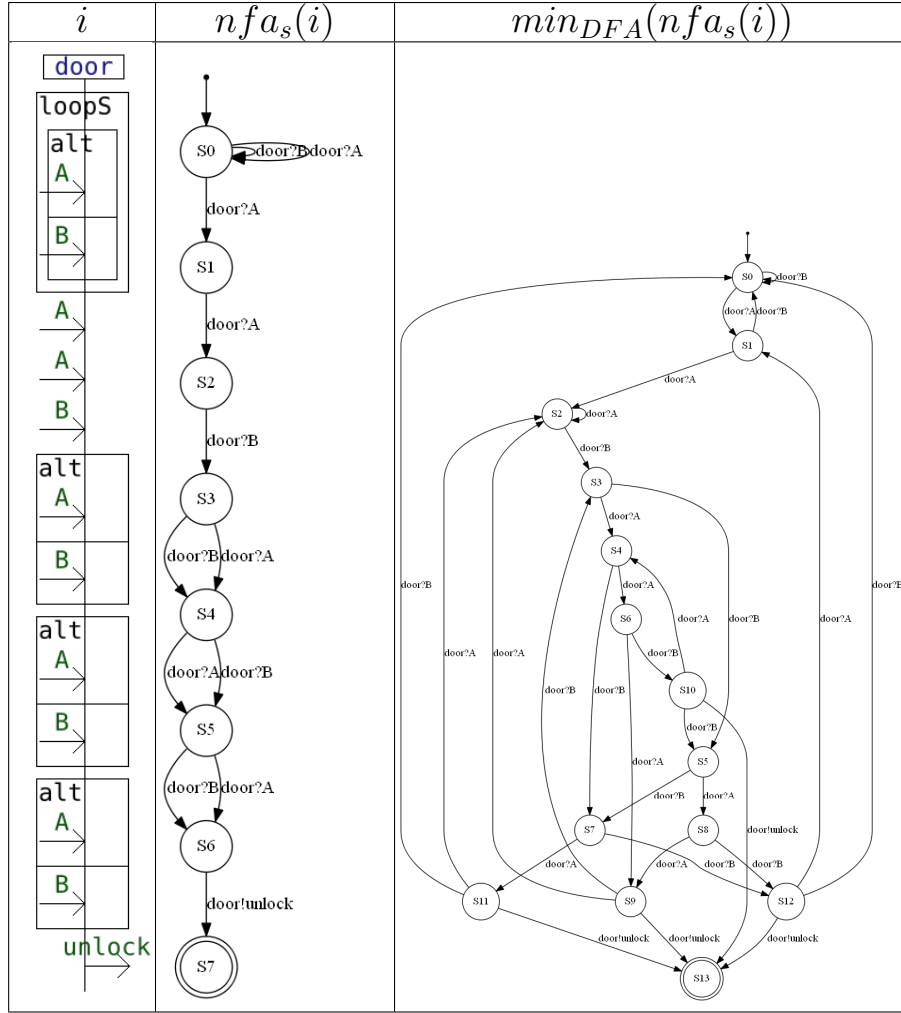 i
nfa_s(i)
min_DFA(nfa_s(i))
door
loopS
alt
A
B
A
A
B
alt
A
B
alt
A
B
alt
A
B
unlock
S0
door?B door?A
door?A
S1
door?A
S2
door?B
S3
door?B door?A
S4
door?A door?B
S5
door?B door?A
S6
door!unlock
S7
S0
door?B
door?A door?B
S1
door?A
S2
door?A
door?B
S3
door?A
S4
door?A
S6
door?A
door?B
door?B
S10
door?B
door?B
door?A
door?A
door?A
door?B
door?B
door?A
door?B
S5
door?A
door?B
door?A
S7
S8
door!unlock
door?A
door?A
door?B
door?B
S11
S9
S12
door!unlock
door!unlock
door!unlock
S13